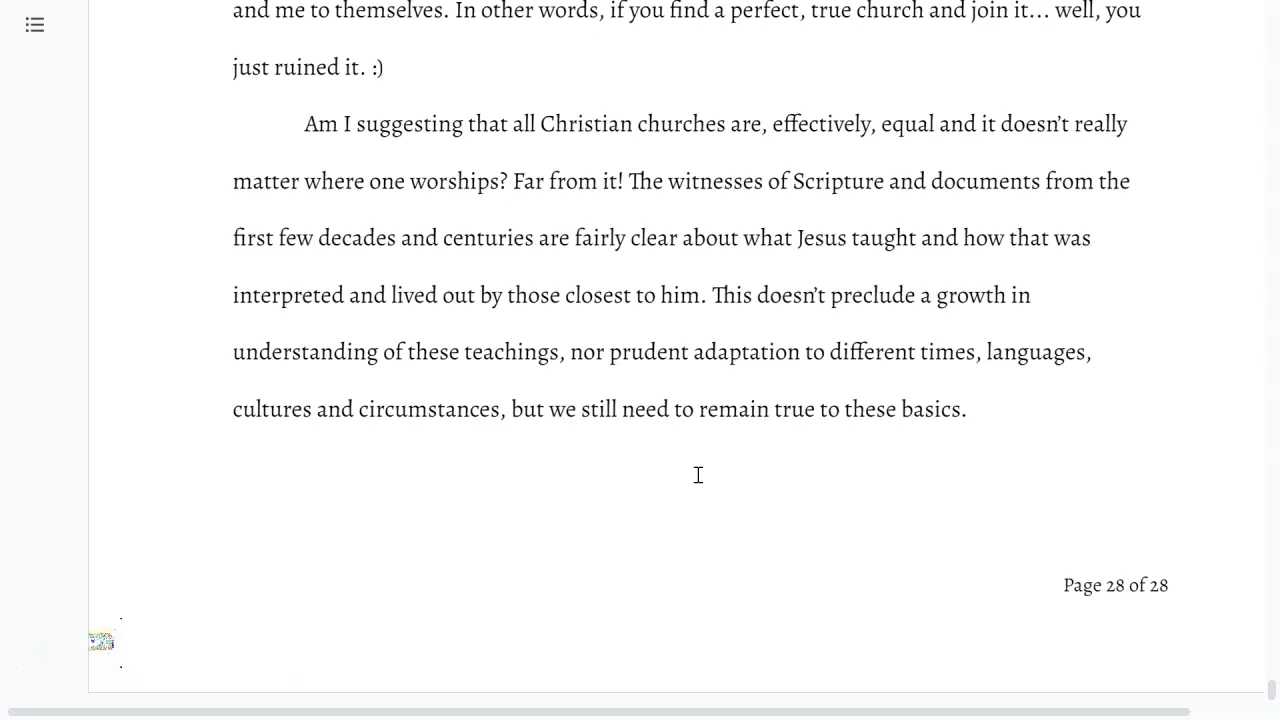 and me to themselves. In other words, if you find a perfect, true church and join it... well, you
just ruined it. :)
Am I suggesting that all Christian churches are, effectively, equal and it doesn’t really
matter where one worships? Far from it! The witnesses of Scripture and documents from the
first few decades and centuries are fairly clear about what Jesus taught and how that was
interpreted and lived out by those closest to him. This doesn’t preclude a growth in
understanding of these teachings, nor prudent adaptation to different times, languages,
cultures and circumstances, but we still need to remain true to these basics.
Page 28 of 28